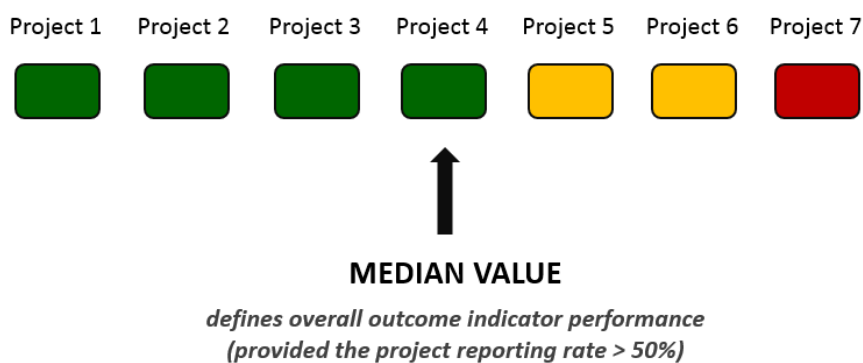 Project 1 Project 2 Project 3 Project 4 Project 5 Project 6 Project 7
MEDIAN VALUE
defines overall outcome indicator performance
(provided the project reporting rate > 50%)